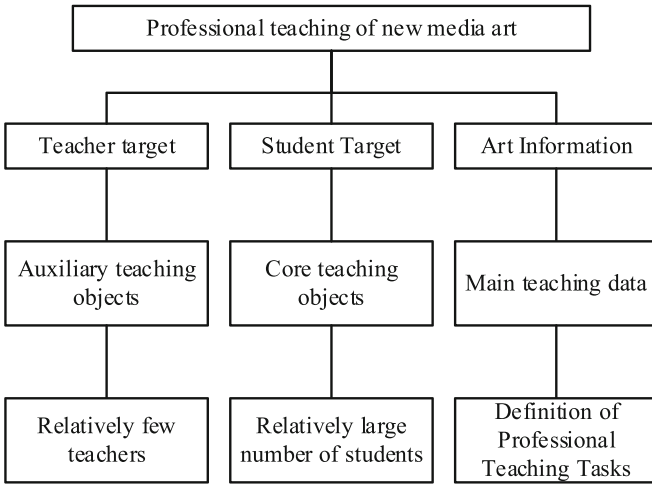 Professional teaching of new media art
Teacher target
Student Target
Art Information
Auxiliary teaching
objects
Core teaching
objects
Main teaching data
Relatively few
teachers
Relatively large
number of students
Definition of
Professional
Teaching Tasks